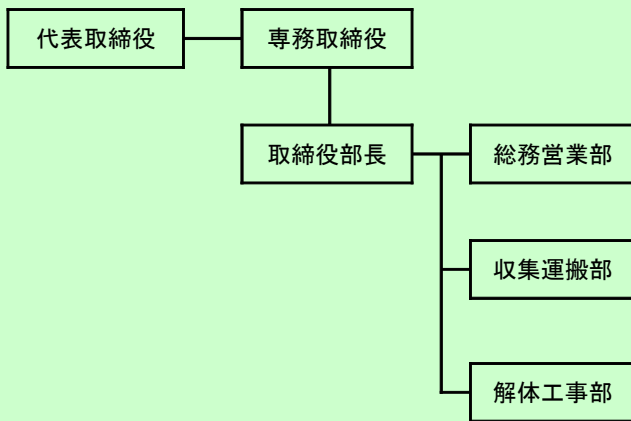 代表取締役
専務取締役
取締役部長
総務営業部
収集運搬部
解体工事部